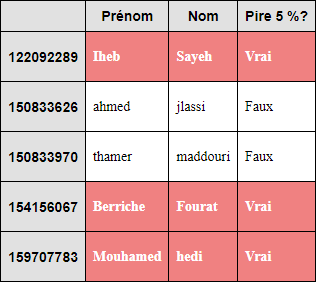 Prénom Nom Pire 5 %?
122092289 Iheb Sayeh Vrai
150833626 ahmed jlassi Faux
150833970 thamer maddouri Faux
154156067 Berriche Fourat Vrai
159707783 Mouhamed hedi Vrai